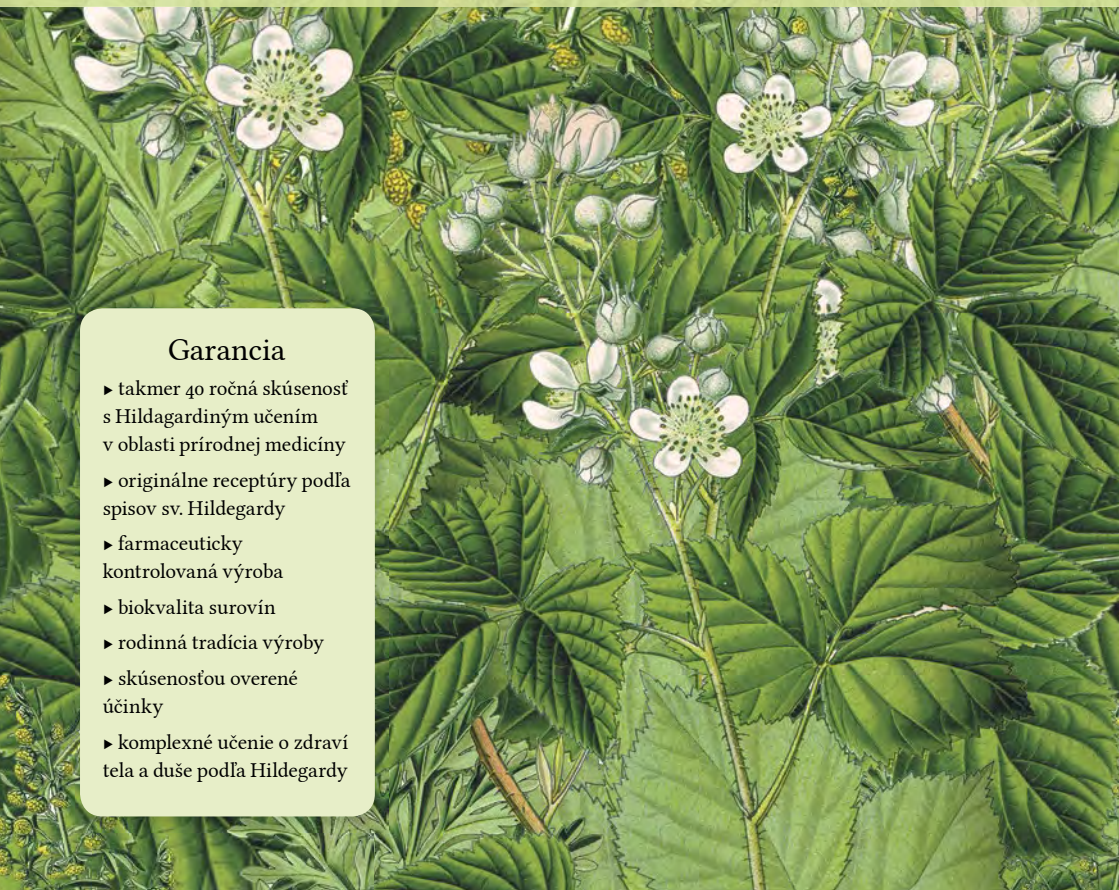 Garancia
▸ takmer 40 ročná skúsenosť
s Hildagardiným učením
v oblasti prírodnej medicíny
▸ originálne receptúry podľa
spisov sv. Hildegardy
▸ farmaceuticky
kontrolovaná výroba
▸ biokvalita surovín
▸ rodinná tradícia výroby
▸ skúsenosťou overené
účinky
▸ komplexné učenie o zdraví
tela a duše podľa Hildegardy